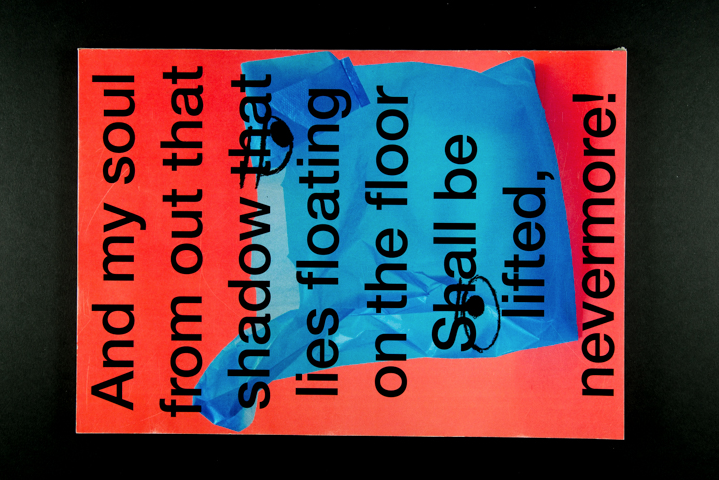 And my soul
from out that
shadow that
lies floating
on the floor
Shall be
lifted,
nevermore!